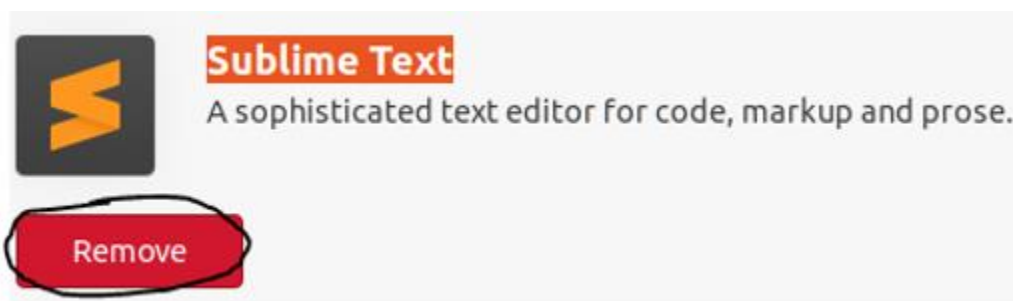 Sublime Text
A sophisticated text editor for code, markup and prose.
Remove